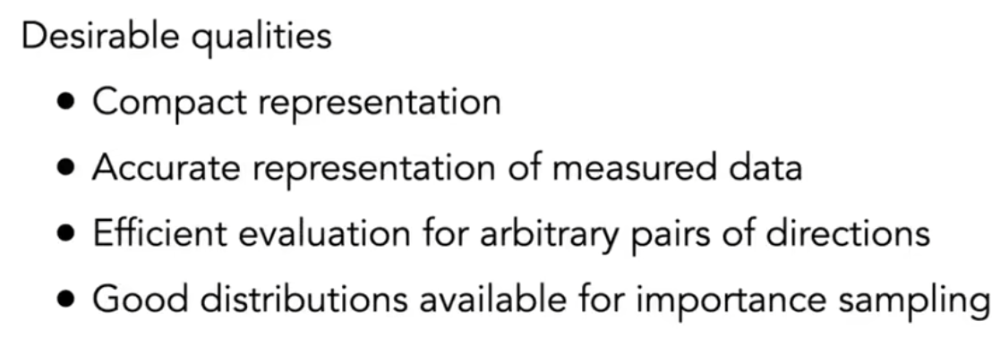 Desirable qualities
• Compact representation
• Accurate representation of measured data
• Efficient evaluation for arbitrary pairs of directions
• Good distributions available for importance sampling